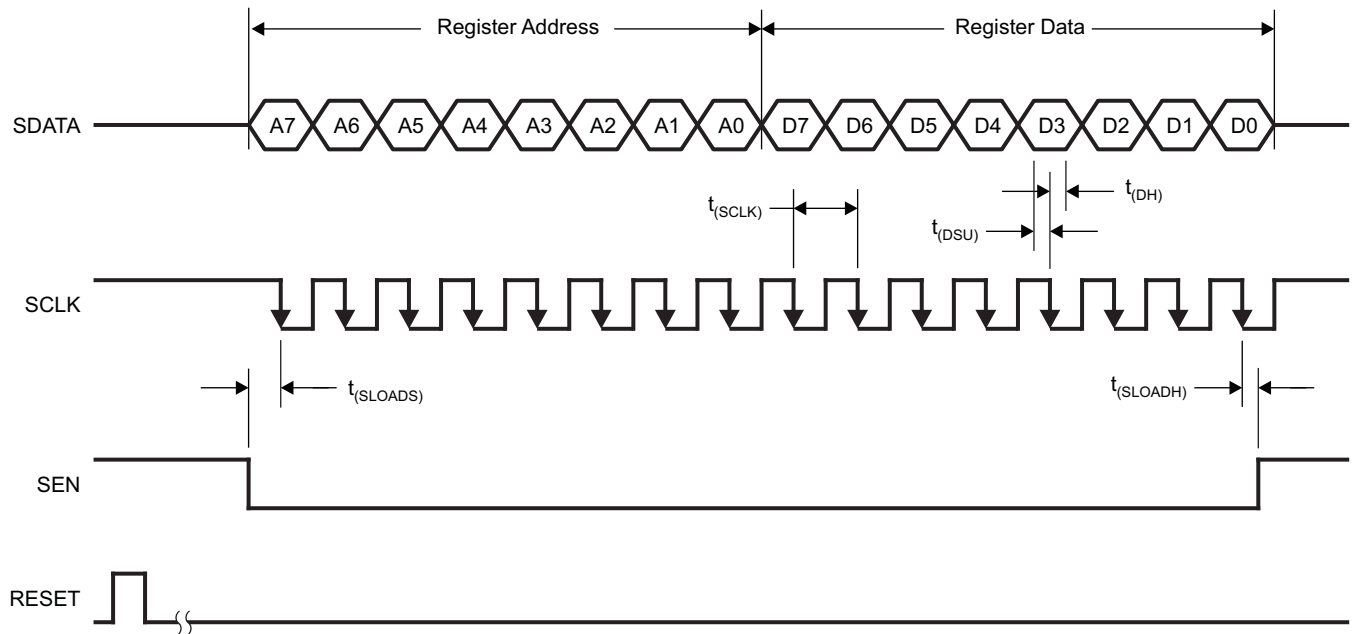 Register Address Register Data
SDATA A7 A6 A5 A4 A3 A2 A1 A0 D7 D6 D5 D4 D3 D2 D1 D0
t(DH)
t(SCLK)
t(DSU)
SCLK
t(SLOADS) t(SLOADH)
SEN
RESET